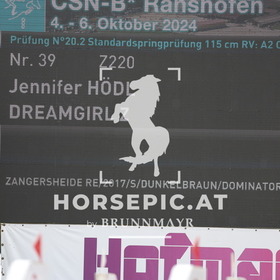 CSN-B* Ranshofen
4. - 6. Oktober 2024
Prüfung N°20.2 Standardspringprüfung 115 cm RV: A2
Nr. 39 Z220
Jennifer
DREAMGIRL
ZANGERSHEIDE RE/2017/S/DUNKELBRAUN/DOMINATOR
HORSEPIC.AT
by BRUNNMAYR